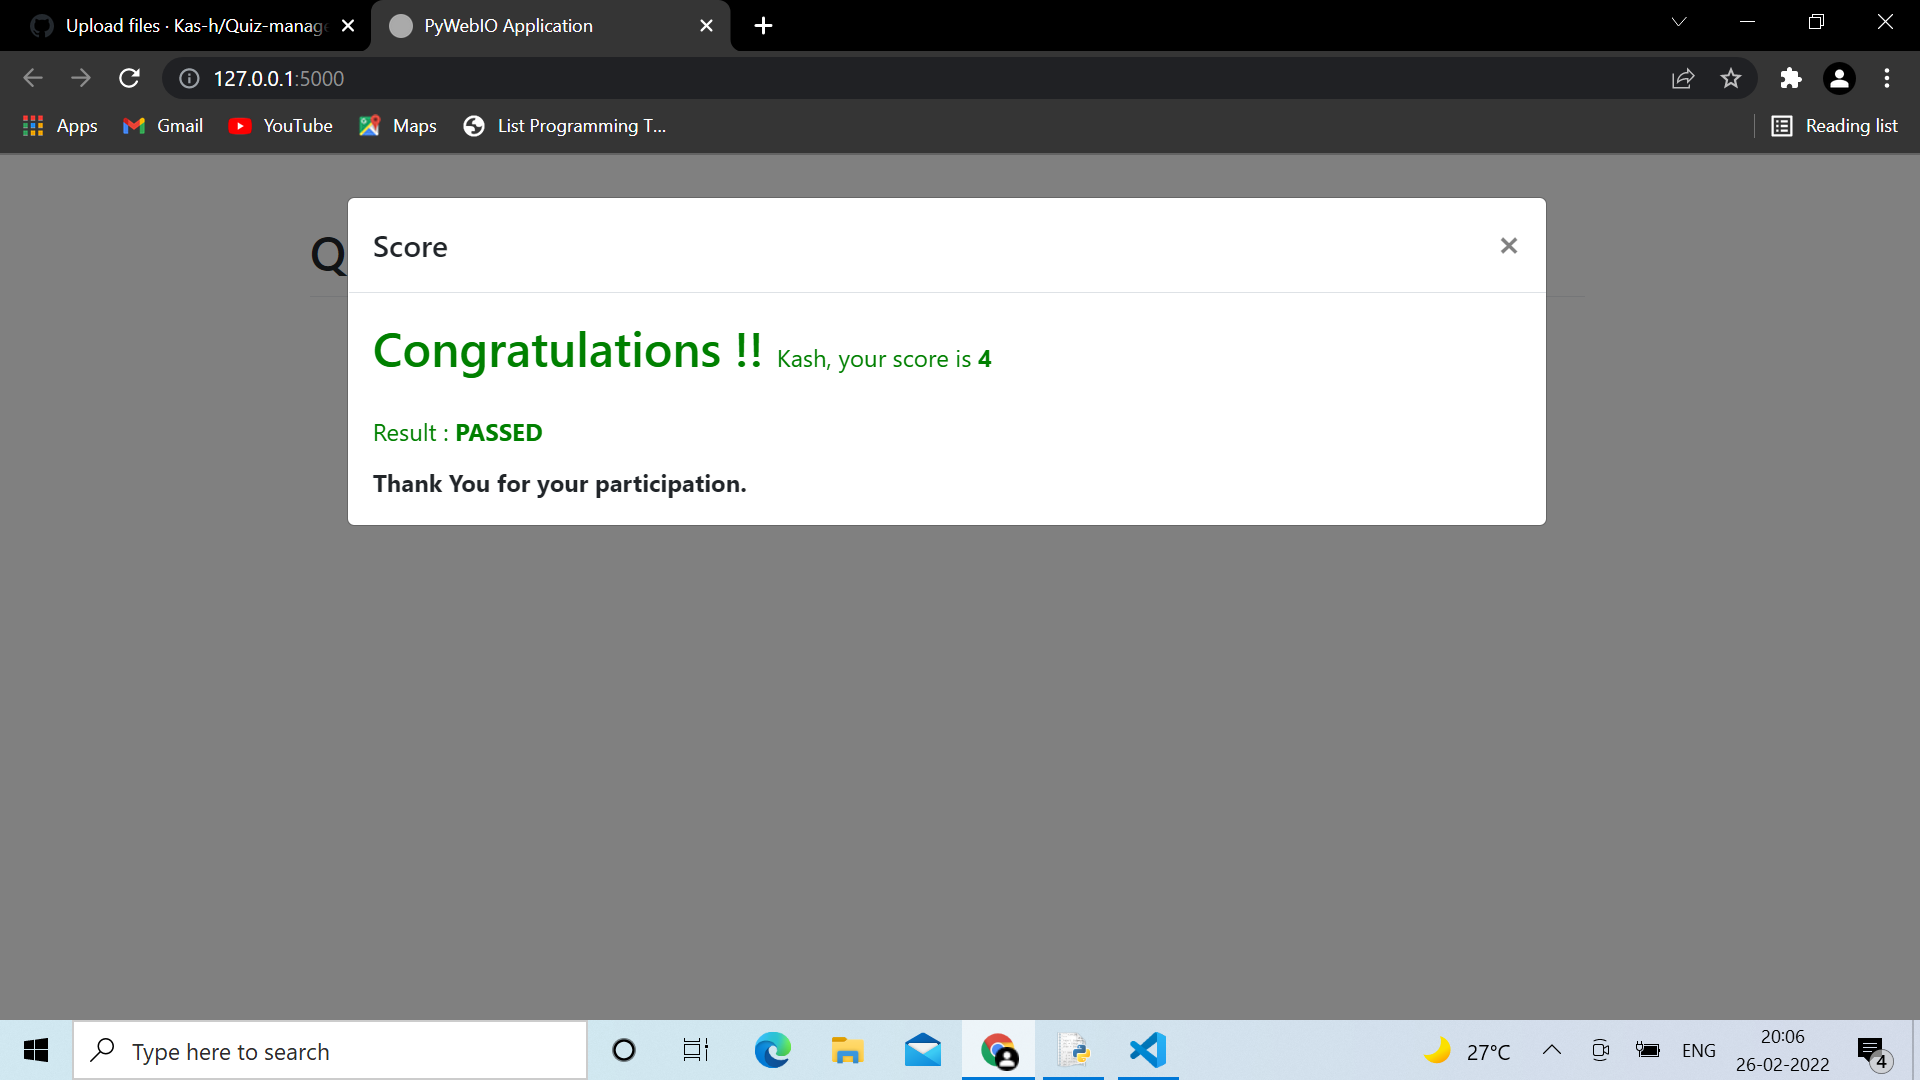 Upload files · Kas-h/Quiz-manage
PyWebIO Application
127.0.0.1:5000
Apps
Gmail
YouTube
Maps
List Programming T...
Reading list
Q
Score
Congratulations !! Kash, your score is 4
Result : PASSED
Thank You for your participation.
Type here to search
27°C
ENG
20:06
26-02-2022
4